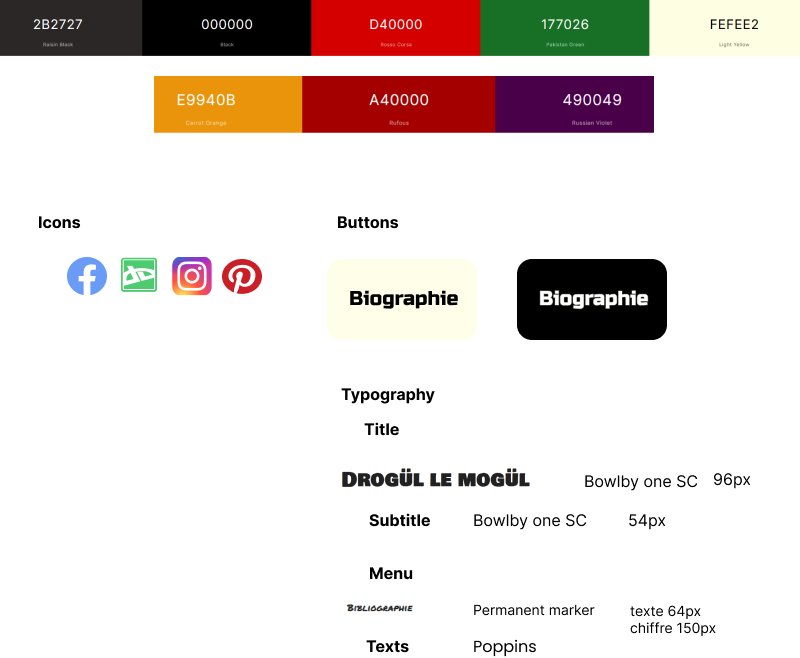 2B2727 000000 D40000 177026 FEFEE2
Raisin Black Black Rosso Corsa Pakistan Green Light Yellow
E9940B A40000 490049
Carrot Orange Rufous Russian Violet
Icons Buttons
Biographie Biographie
Typography
Title
Drogül le mogül Bowlby one SC 96px
Subtitle Bowlby one SC 54px
Menu
Bibliographie Permanent marker texte 64px
chiffre 150px
Texts Poppins